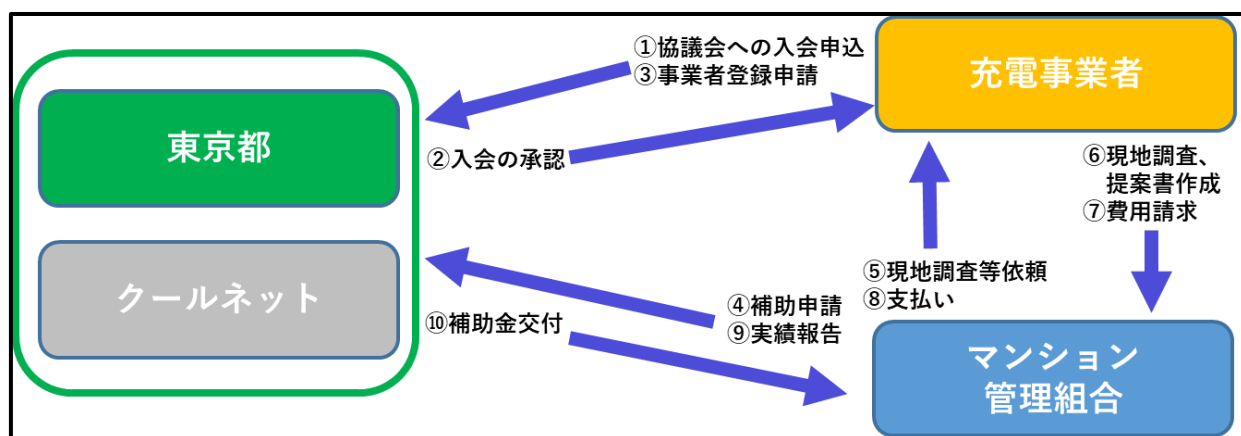 ①協議会への入会申込
③事業者登録申請
充電事業者
東京都
②入会の承認
⑥現地調査、
提案書作成
⑦費用請求
クールネット
⑤現地調査等依頼
⑧支払い
④補助申請
⑨実績報告
⑩補助金交付
マンション
管理組合